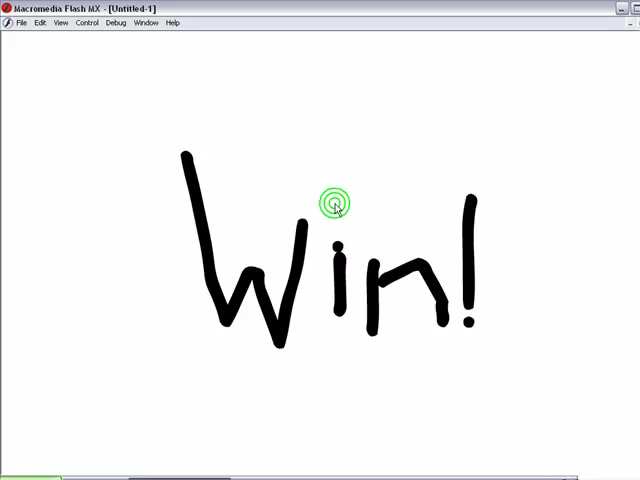 Macromedia Flash MX - [Untitled-1]
File Edit View Control Debug Window Help
Win!